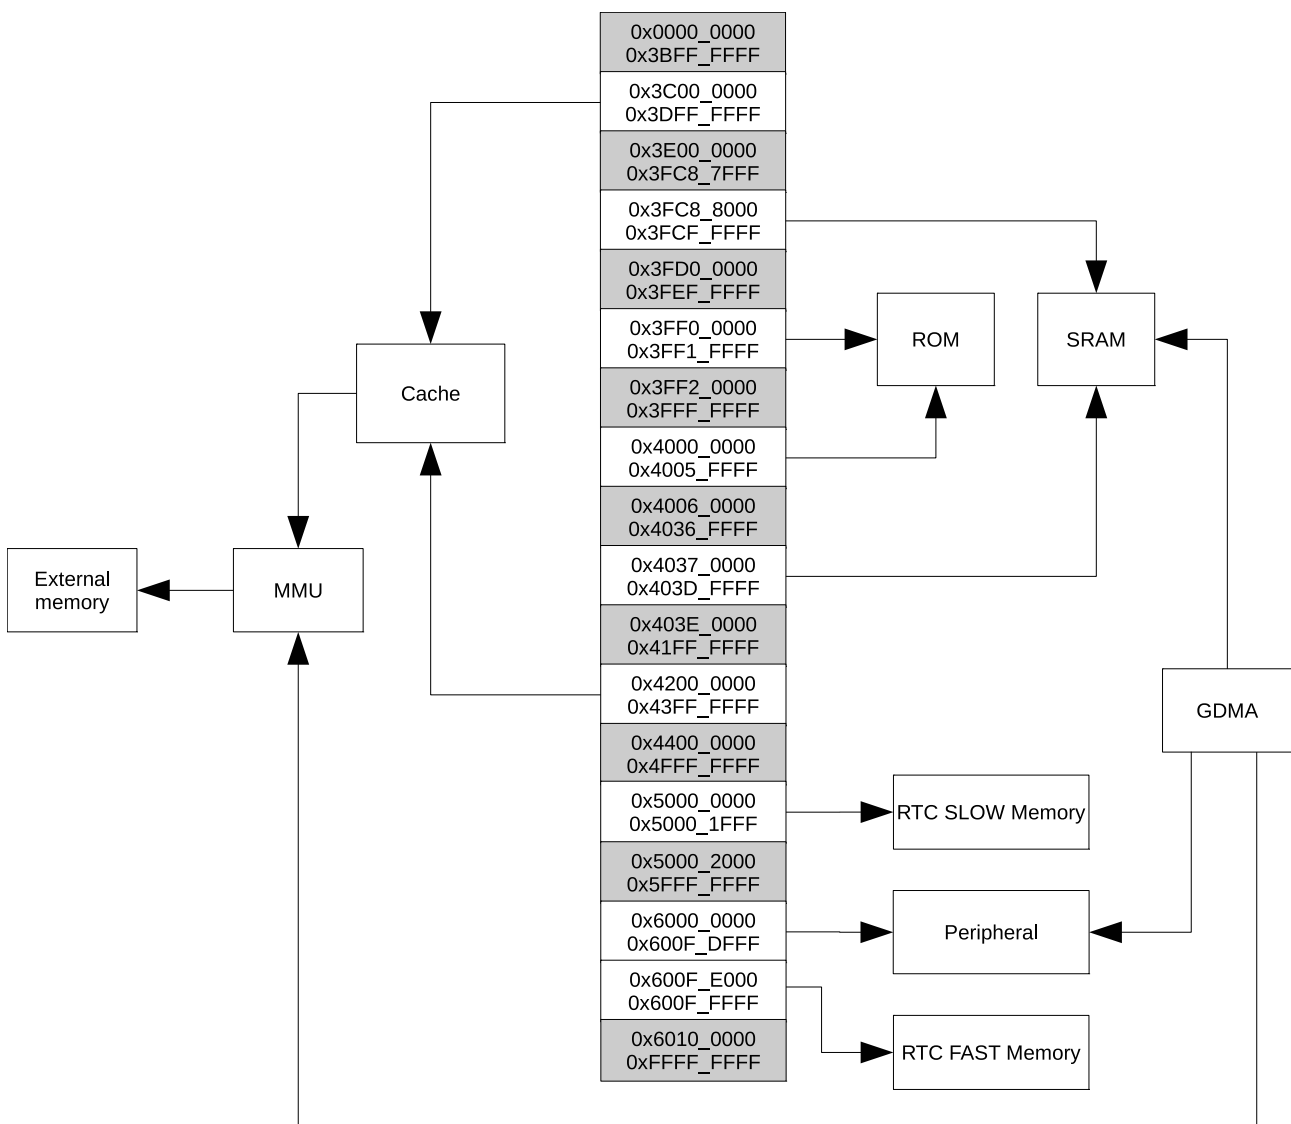 0x0000_0000
0x3BFF_FFFF
0x3C00_0000
0x3DFF_FFFF
0x3E00_0000
0x3FC8_7FFF
0x3FC8_8000
0x3FCF_FFFF
0x3FD0_0000
0x3FEF_FFFF
0x3FF0_0000
0x3FF1_FFFF
0x3FF2_0000
0x3FFF_FFFF
0x4000_0000
0x4005_FFFF
0x4006_0000
0x4036_FFFF
0x4037_0000
0x403D_FFFF
0x403E_0000
0x41FF_FFFF
0x4200_0000
0x43FF_FFFF
0x4400_0000
0x4FFF_FFFF
0x5000_0000
0x5000_1FFF
0x5000_2000
0x5FFF_FFFF
0x6000_0000
0x600F_DFFF
0x600F_E000
0x600F_FFFF
0x6010_0000
0xFFFF_FFFF
Cache
MMU
External
memory
ROM
SRAM
GDMA
RTC SLOW Memory
Peripheral
RTC FAST Memory